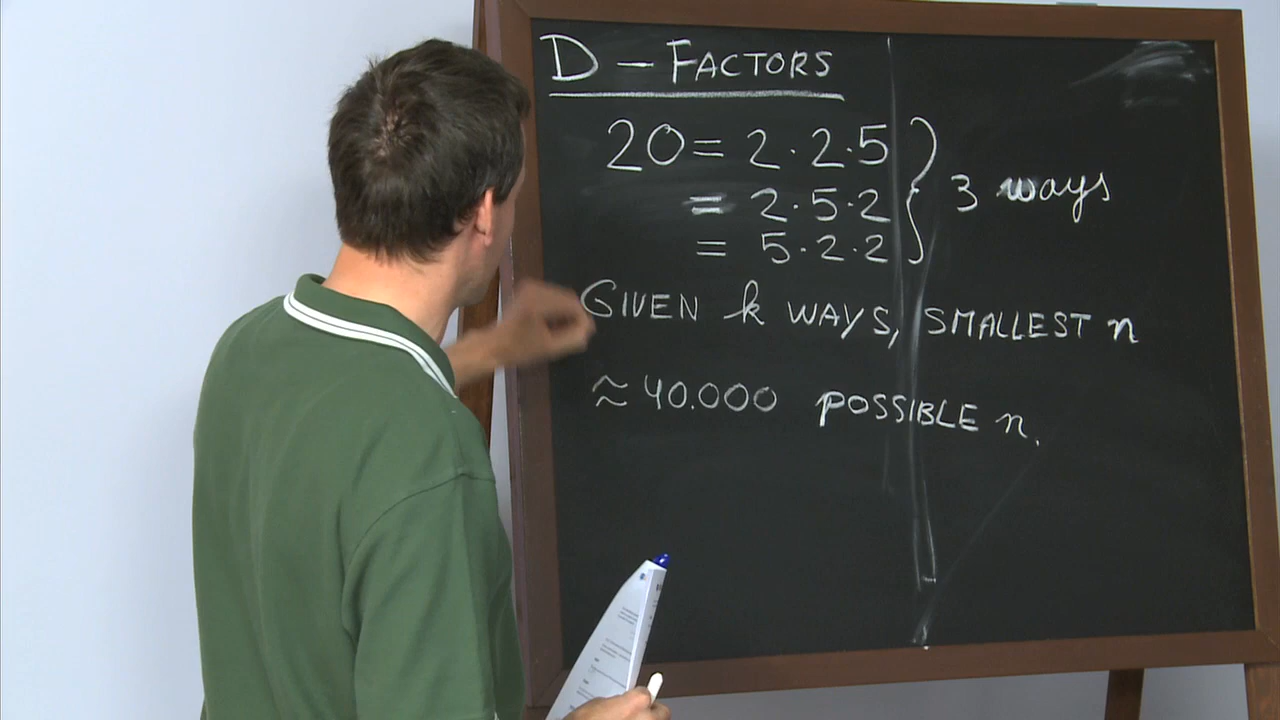 D - FACTORS
20 = 2 · 2 · 5
= 2 · 5 · 2
= 5 · 2 · 2
3 ways
GIVEN k WAYS, SMALLEST n
≈ 40.000 POSSIBLE n.